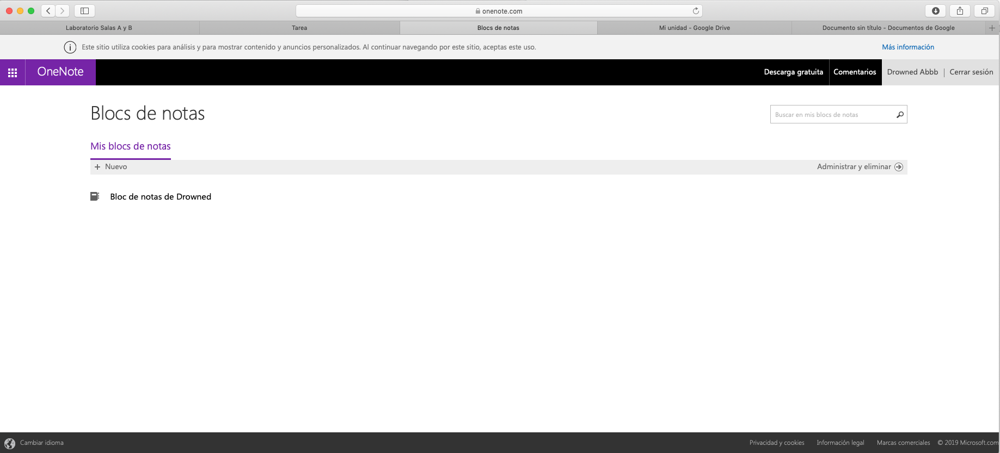 onenote.com
Laboratorio Salas A y B
Tarea
Blocs de notas
Mi unidad - Google Drive
Documento sin título - Documentos de Google
Este sitio utiliza cookies para análisis y para mostrar contenido y anuncios personalizados. Al continuar navegando por este sitio, aceptas este uso.
Más información
OneNote
Descarga gratuita
Comentarios
Drowned Abbb | Cerrar sesión
Blocs de notas
Buscar en mis blocs de notas
Mis blocs de notas
+ Nuevo
Administrar y eliminar
Bloc de notas de Drowned
Cambiar idioma
Privacidad y cookies
Información legal
Marcas comerciales
© 2019 Microsoft.com